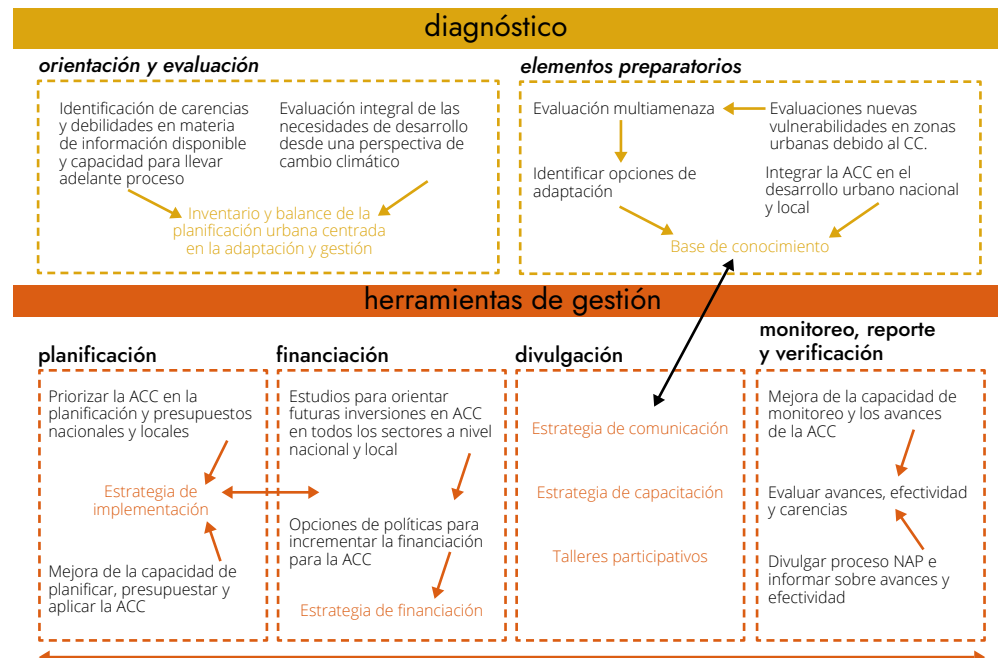 diagnóstico
orientación y evaluación
Identificación de carencias
y debilidades en materia
de información disponible
y capacidad para llevar
adelante proceso
Evaluación integral de las
necesidades de desarrollo
desde una perspectiva de
cambio climático
Inventario y balance de la
planificación urbana centrada
en la adaptación y gestión
elementos preparatorios
Evaluación multiamenaza
Evaluaciones nuevas
vulnerabilidades en zonas
urbanas debido al CC.
Identificar opciones de
adaptación
Integrar la ACC en el
desarrollo urbano nacional
y local
Base de conocimiento
herramientas de gestión
planificación
Priorizar la ACC en la
planificación y presupuestos
nacionales y locales
Estrategia de
implementación
Mejora de la capacidad de
planificar, presupuestar y
aplicar la ACC
financiación
Estudios para orientar
futuras inversiones en ACC
en todos los sectores a nivel
nacional y local
Opciones de políticas para
incrementar la financiación
para la ACC
Estrategia de financiación
divulgación
Estrategia de comunicación
Estrategia de capacitación
Talleres participativos
monitoreo, reporte
y verificación
Mejora de la capacidad de
monitoreo y los avances
de la ACC
Evaluar avances, efectividad
y carencias
Divulgar proceso NAP e
informar sobre avances y
efectividad